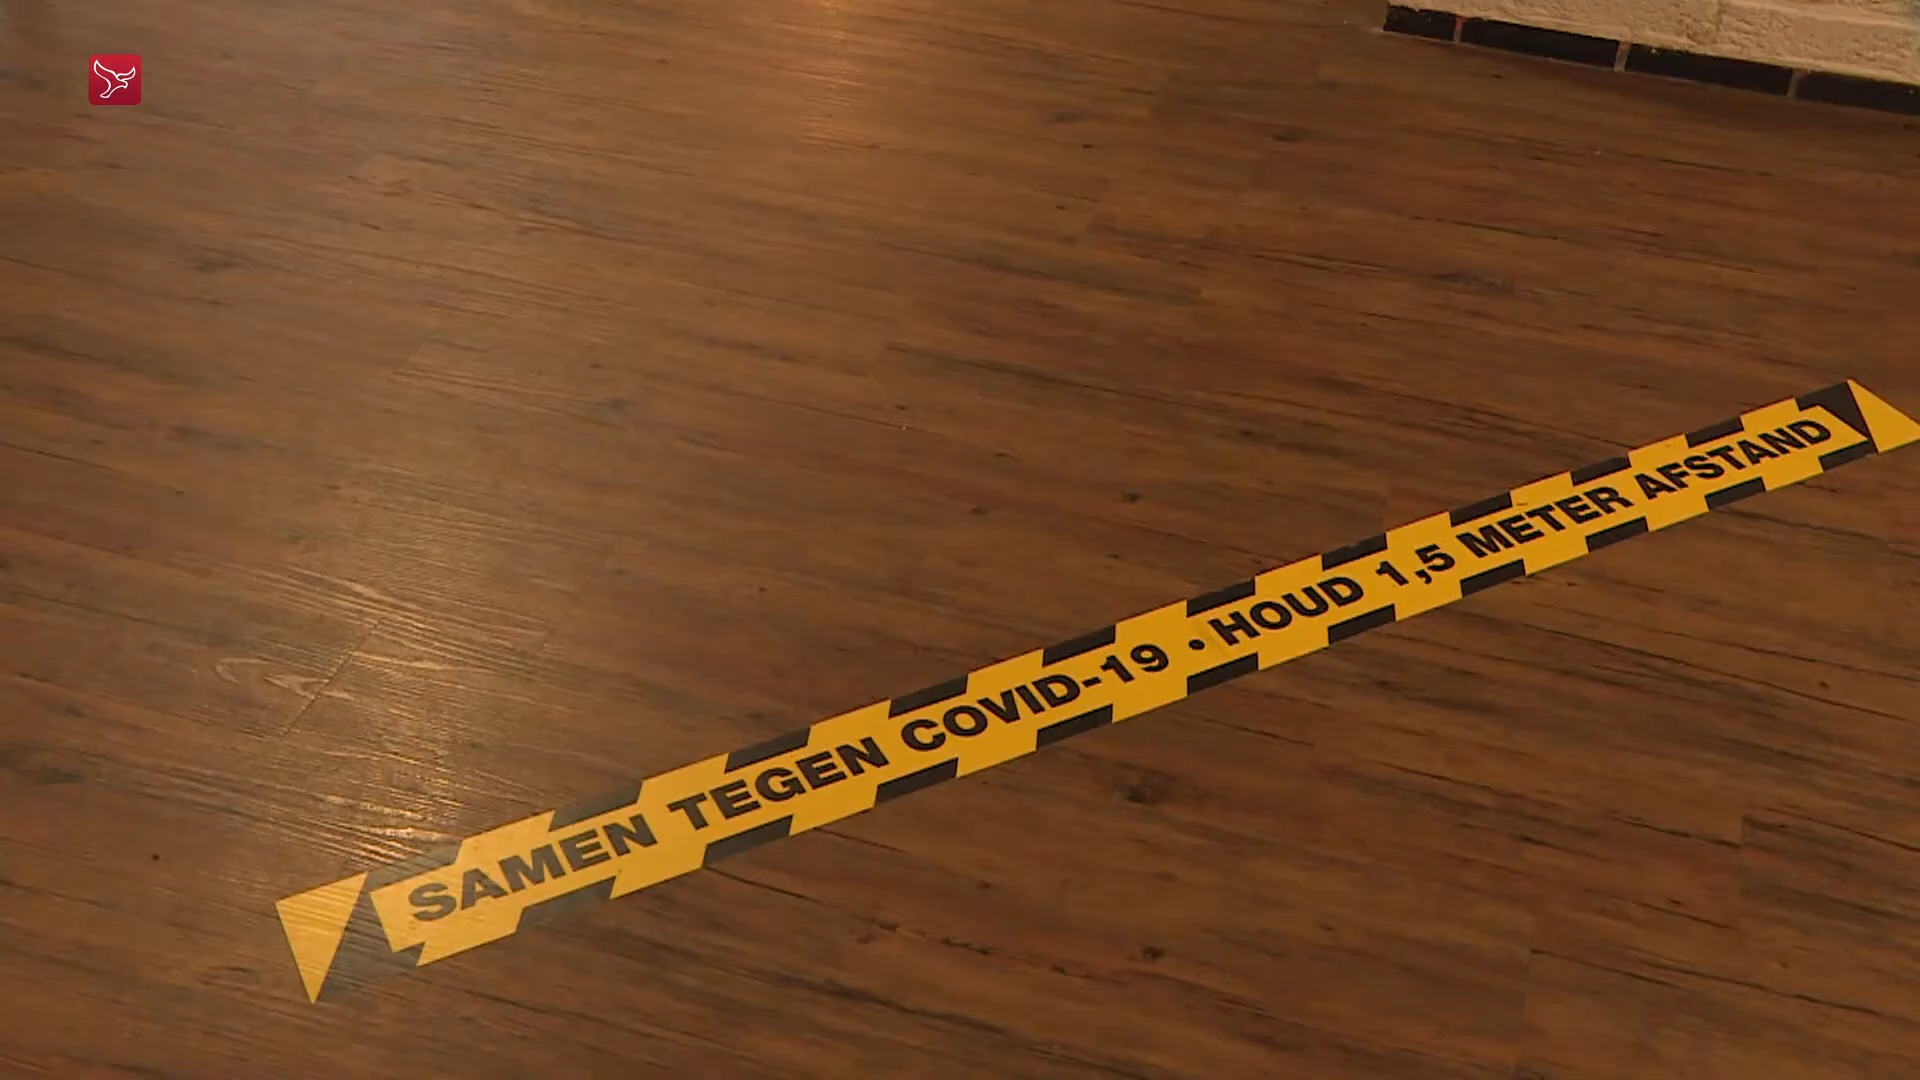 SAMEN TEGEN COVID-19 • HOUD 1,5 METER AFSTAND